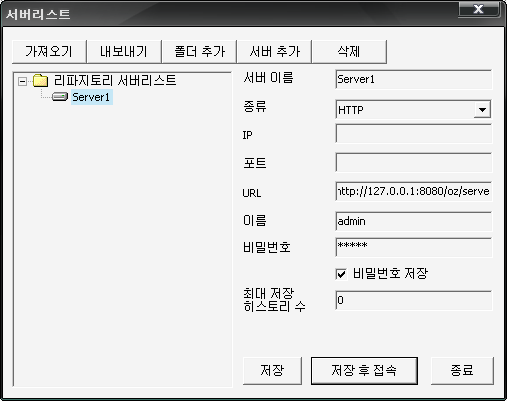 서버리스트
가져오기 내보내기 폴더 추가 서버 추가 삭제
리파지토리 서버리스트
Server1
서버 이름 Server1
종류 HTTP
IP
포트
URL http://127.0.0.1:8080/oz/serve
이름 admin
비밀번호 *****
비밀번호 저장
최대 저장
히스토리 수 0
저장 저장 후 접속 종료